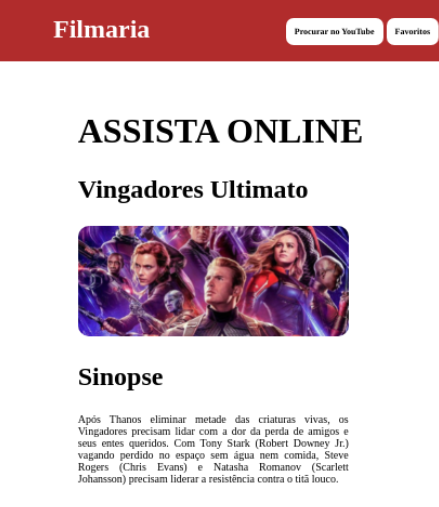 Filmaria
Procurar no YouTube
Favoritos
ASSISTA ONLINE
Vingadores Ultimato
Sinopse
Após Thanos eliminar metade das criaturas vivas, os
Vingadores precisam lidar com a dor da perda de amigos e
seus entes queridos. Com Tony Stark (Robert Downey Jr.)
vagando perdido no espaço sem água nem comida, Steve
Rogers (Chris Evans) e Natasha Romanov (Scarlett
Johansson) precisam liderar a resistência contra o titã louco.